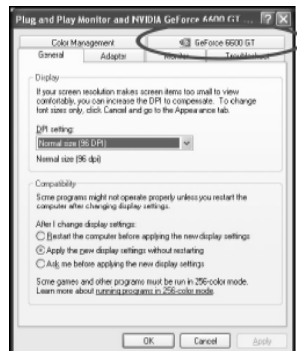 Plug and Play Monitor and NVIDIA GeForce 6600 GT ...
Color Management
GeForce 6600 GT
General
Adapter
Monitor
Troubleshoot
Display
If your screen resolution makes screen items too small to view
comfortably, you can increase the DPI to compensate. To change
font sizes only, click Cancel and go to the Appearance tab.
DPI setting:
Normal size (96 DPI)
Normal size (96 dpi)
Compatibility
Some programs might not operate properly unless you restart the
computer after changing display settings.
After I change display settings:
Restart the computer before applying the new display settings
Apply the new display settings without restarting
Ask me before applying the new display settings
Some games and other programs must be run in 256-color mode.
Learn more about running programs in 256-color mode.
OK
Cancel
Apply